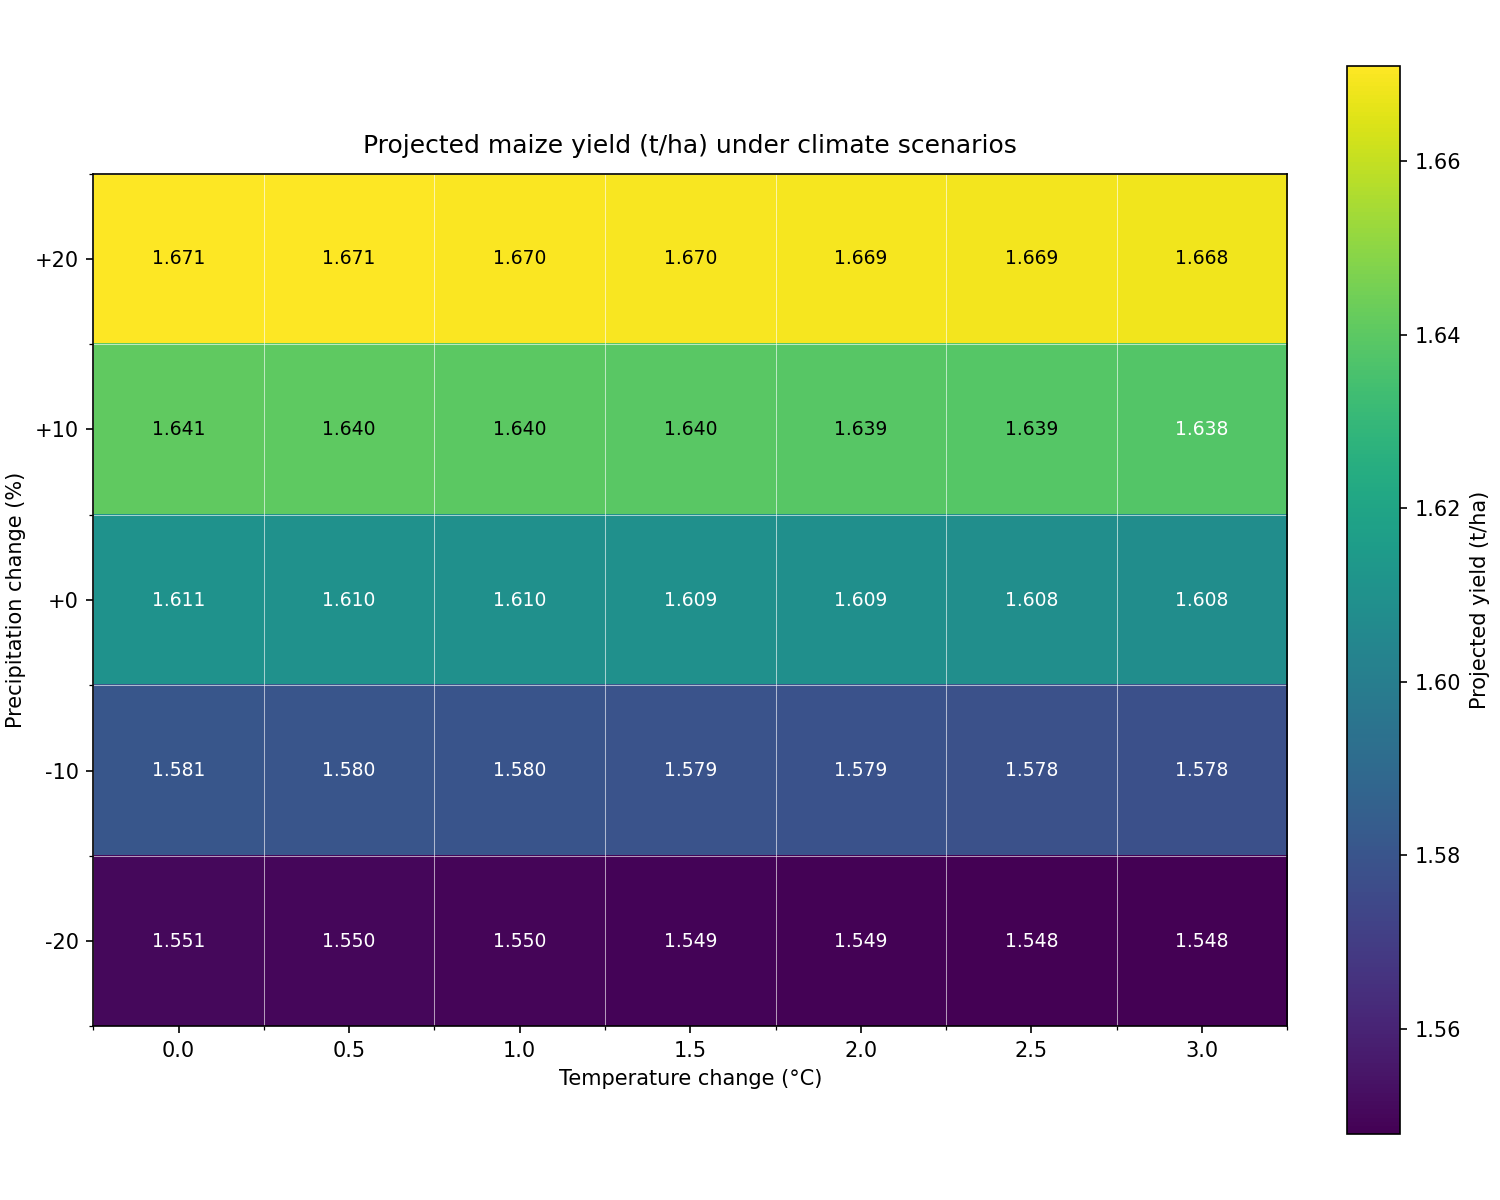 Projected maize yield (t/ha) under climate scenarios
+20 1.671 1.671 1.670 1.670 1.669 1.669 1.668
+10 1.641 1.640 1.640 1.640 1.639 1.639 1.638
+0 1.611 1.610 1.610 1.609 1.609 1.608 1.608
-10 1.581 1.580 1.580 1.579 1.579 1.578 1.578
-20 1.551 1.550 1.550 1.549 1.549 1.548 1.548
0.0 0.5 1.0 1.5 2.0 2.5 3.0
Temperature change (°C)
Precipitation change (%)
1.66
1.64
1.62
1.60
1.58
1.56
Projected yield (t/ha)